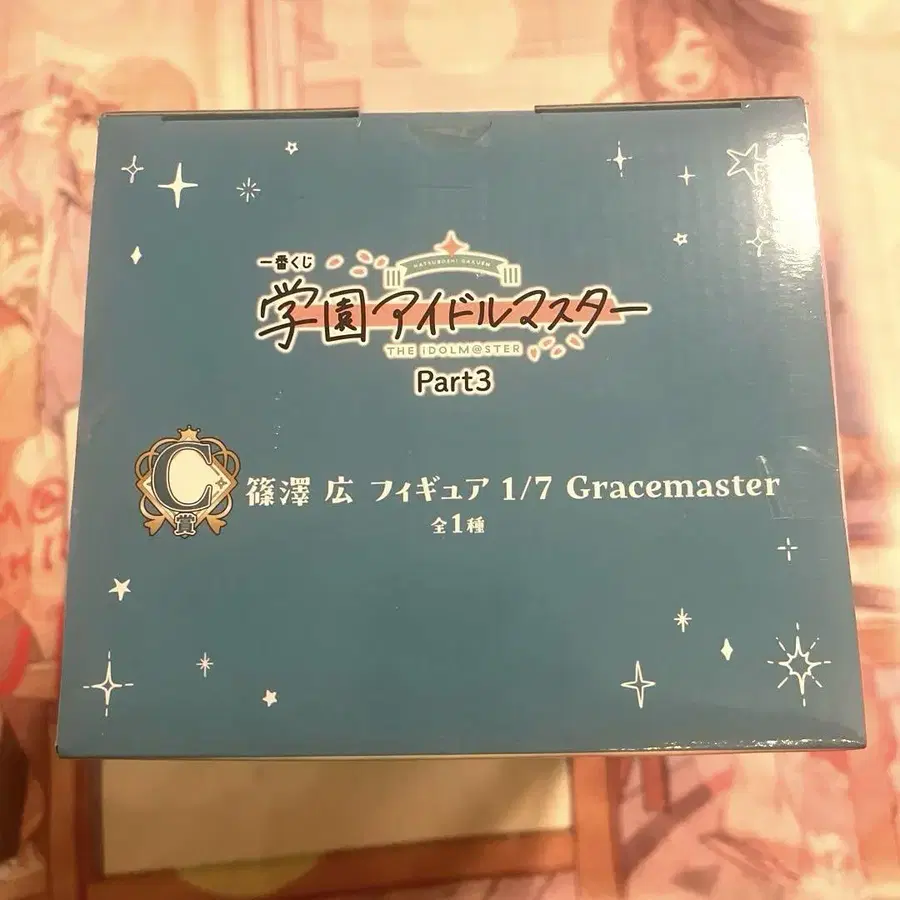 一番くじ
HATSUBOSHI GAKUEN
学園アイドルマスター
THE IDOLM@STER
Part3
C賞
篠澤 広 フィギュア 1/7 Gracemaster
全1種